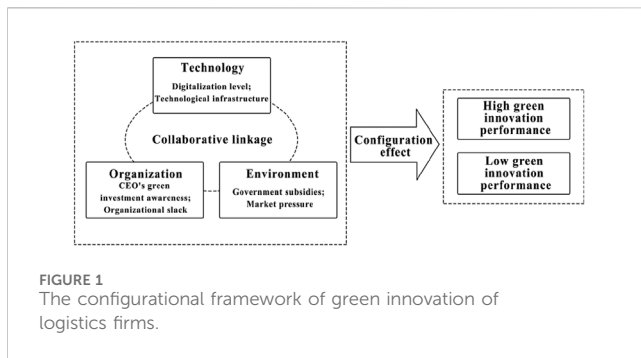 Technology
Digitalization level;
Technological infrastructure
Collaborative linkage
Organization
CEO's green
investment awareness;
Organizational slack
Environment
Government subsidies;
Market pressure
Configuration
effect
High green
innovation
performance
Low green
innovation
performance
FIGURE 1
The configurational framework of green innovation of
logistics firms.